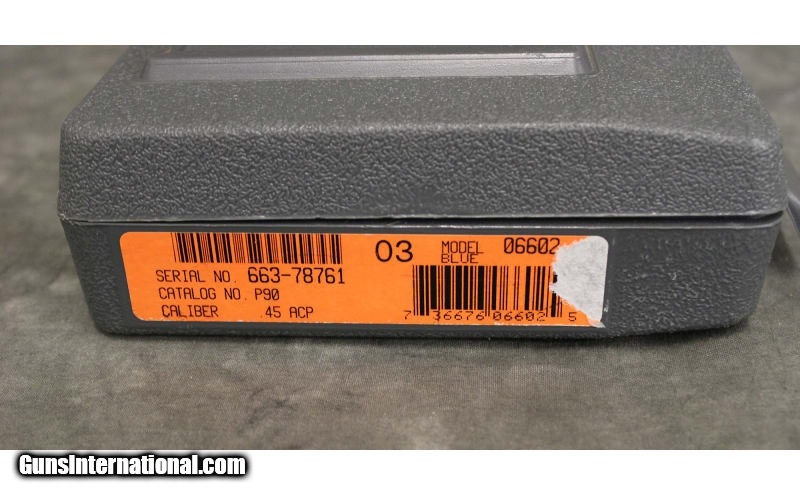 03 MODEL 06602
BLUE
SERIAL NO. 663-78761
CATALOG NO. P90
CALIBER .45 ACP
7 36676 06602 5
GunsInternational.com